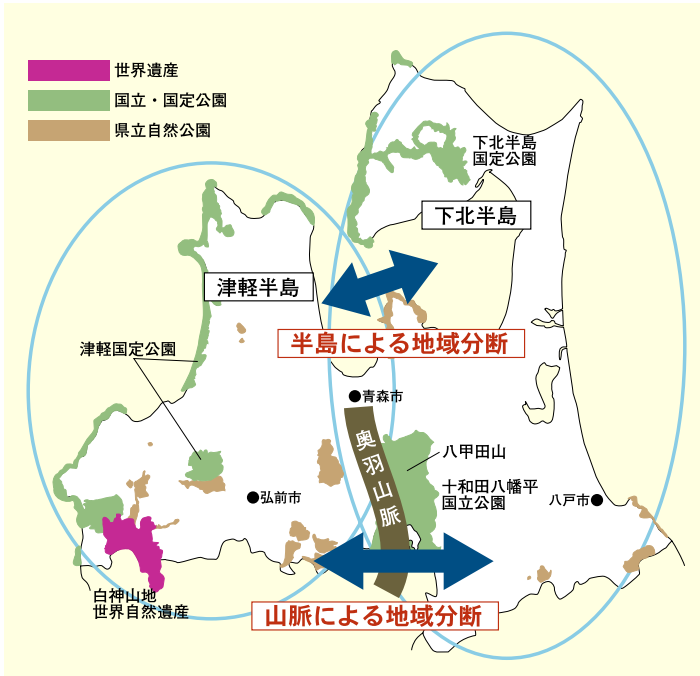 世界遺産
国立・国定公園
県立自然公園
下北半島
国定公園
下北半島
津軽半島
半島による地域分断
津軽国定公園
青森市
奥羽山脈
八甲田山
十和田八幡平
国立公園
弘前市
八戸市
白神山地
世界自然遺産
山脈による地域分断